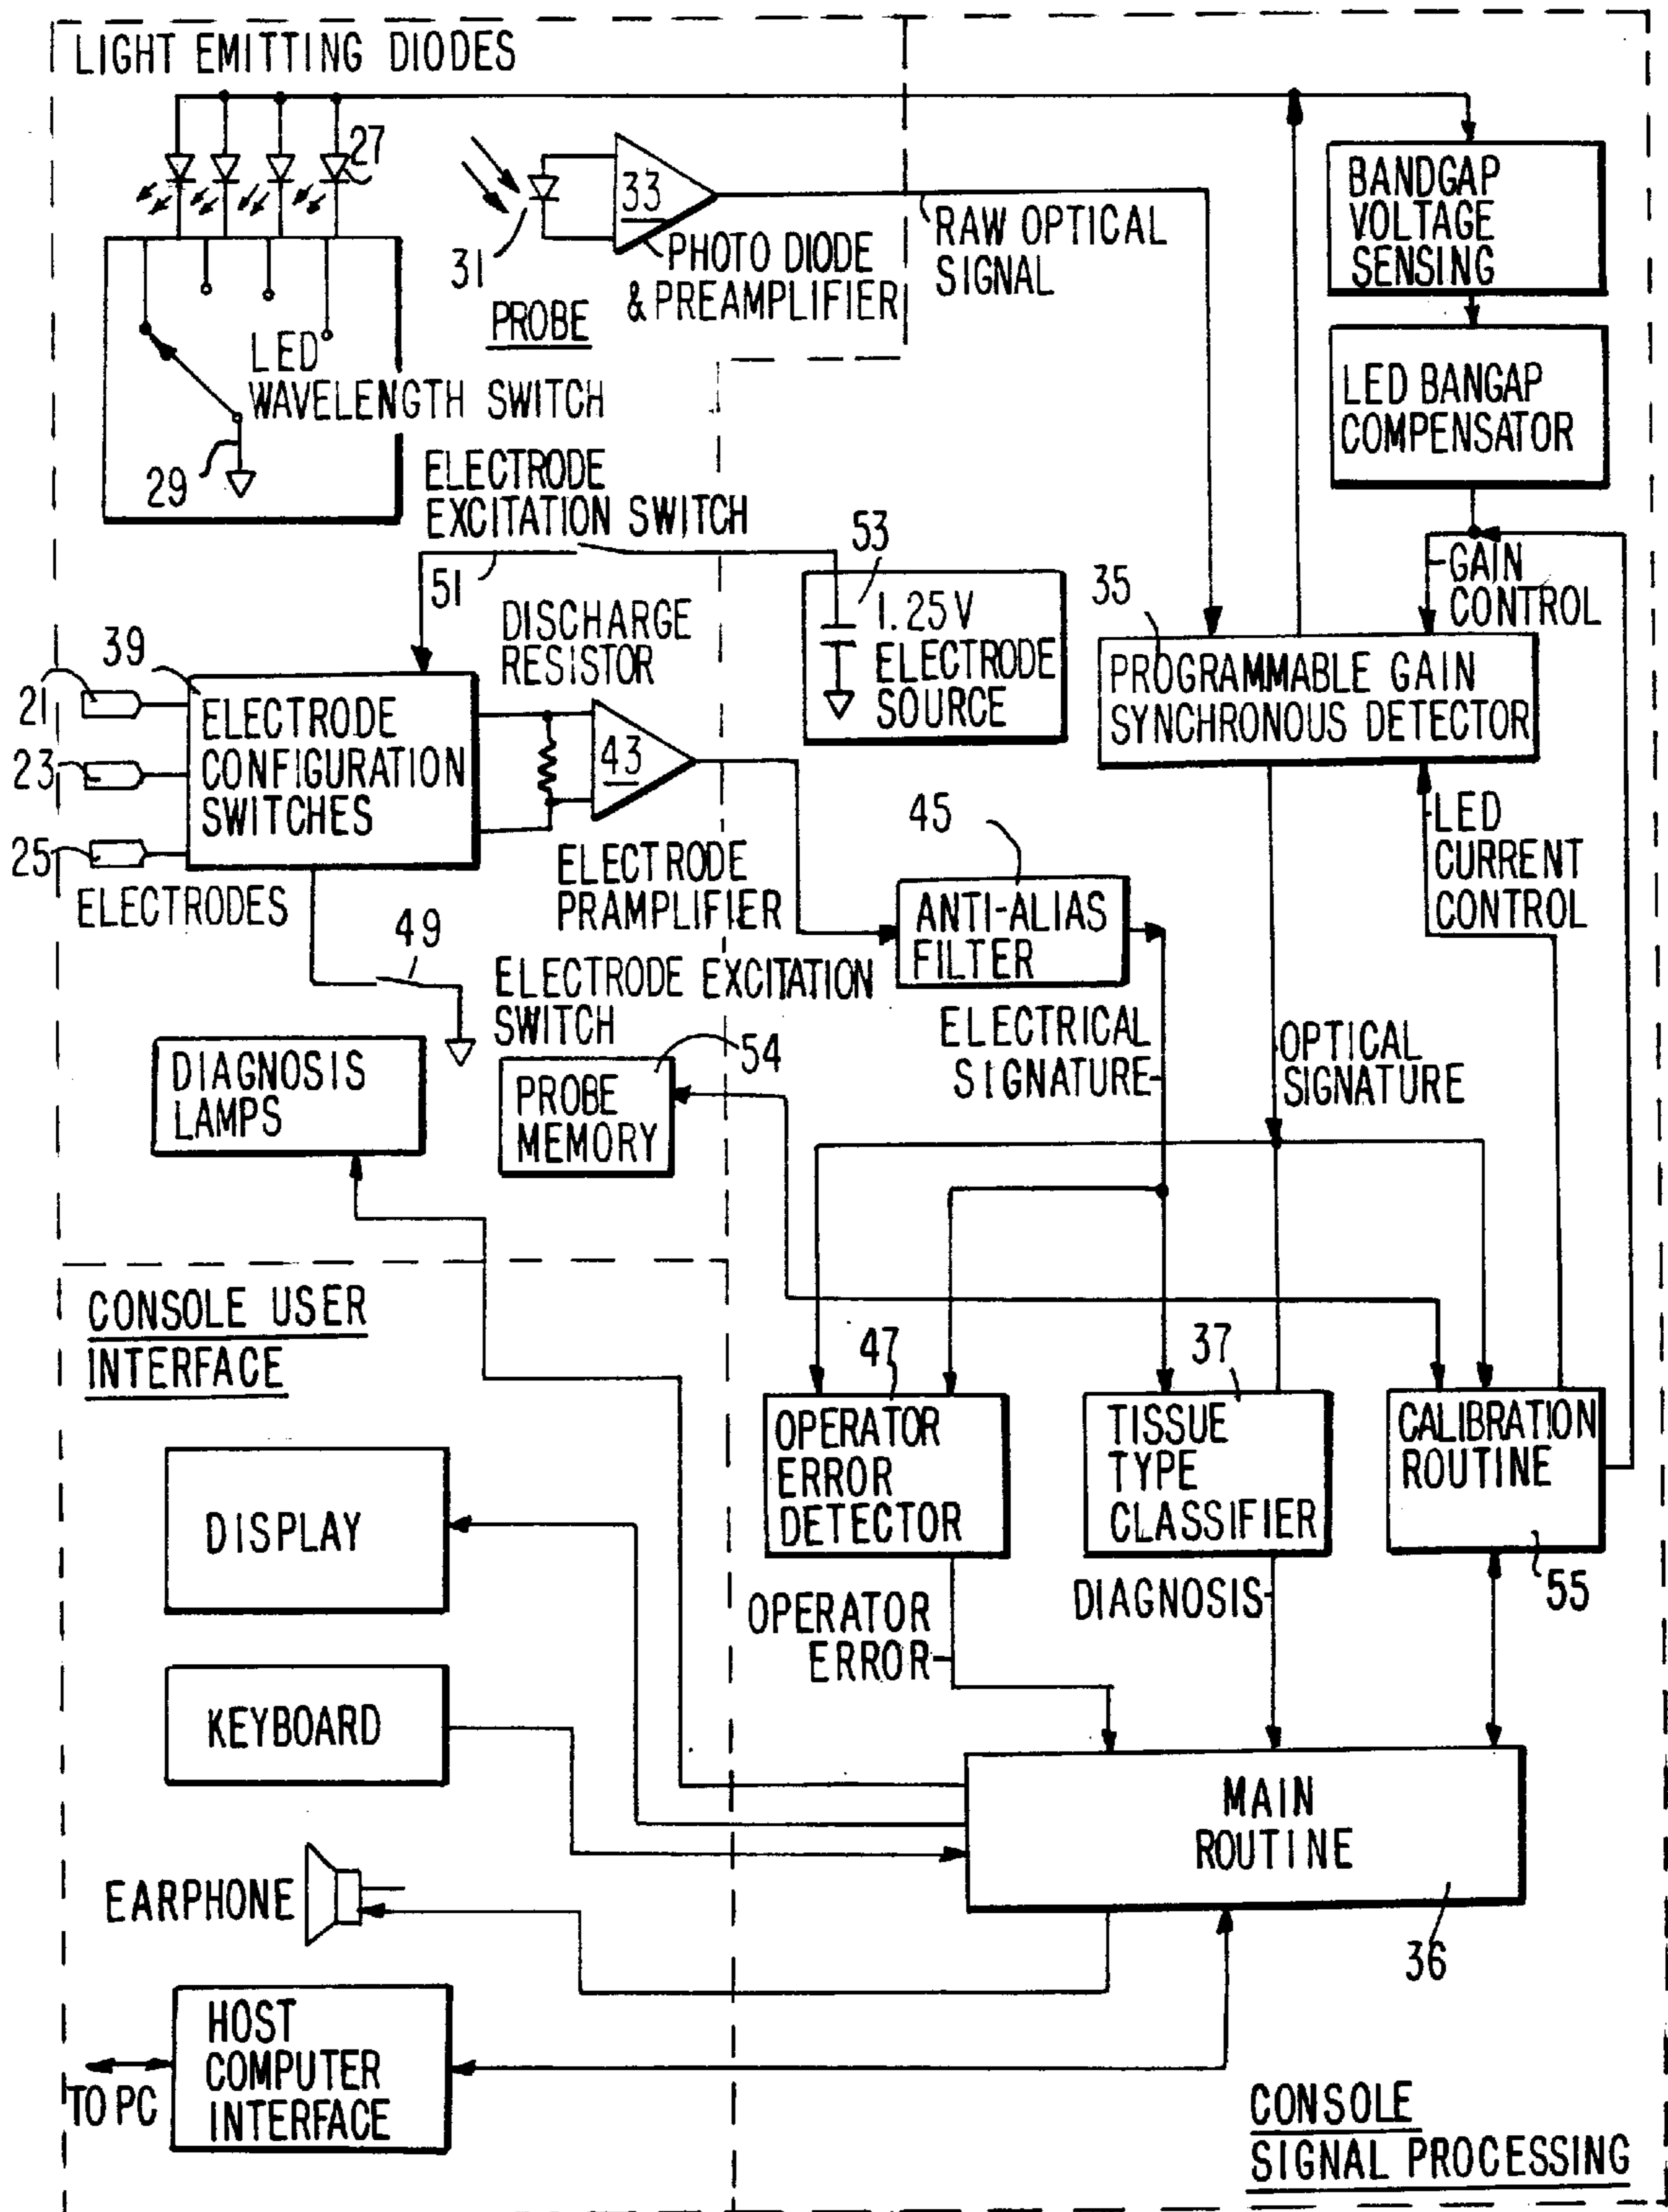 LIGHT EMITTING DIODES
27
33
31
PHOTO DIODE
& PREAMPLIFIER
PROBE
RAW OPTICAL
SIGNAL
BANDGAP
VOLTAGE
SENSING
LED
WAVELENGTH SWITCH
29
LED BANGAP
COMPENSATOR
ELECTRODE
EXCITATION SWITCH
51
53
1.25V
ELECTRODE
SOURCE
35
GAIN
CONTROL
PROGRAMMABLE GAIN
SYNCHRONOUS DETECTOR
DISCHARGE
RESISTOR
39
21
23
25
ELECTRODE
CONFIGURATION
SWITCHES
ELECTRODES
43
ELECTRODE
PRAMPLIFIER
45
ANTI-ALIAS
FILTER
LED
CURRENT
CONTROL
49
ELECTRODE EXCITATION
SWITCH
ELECTRICAL
SIGNATURE
OPTICAL
SIGNATURE
DIAGNOSIS
LAMPS
54
PROBE
MEMORY
CONSOLE USER
INTERFACE
47
OPERATOR
ERROR
DETECTOR
37
TISSUE
TYPE
CLASSIFIER
CALIBRATION
ROUTINE
55
DISPLAY
OPERATOR
ERROR
DIAGNOSIS
KEYBOARD
MAIN
ROUTINE
36
EARPHONE
HOST
COMPUTER
INTERFACE
TO PC
CONSOLE
SIGNAL PROCESSING